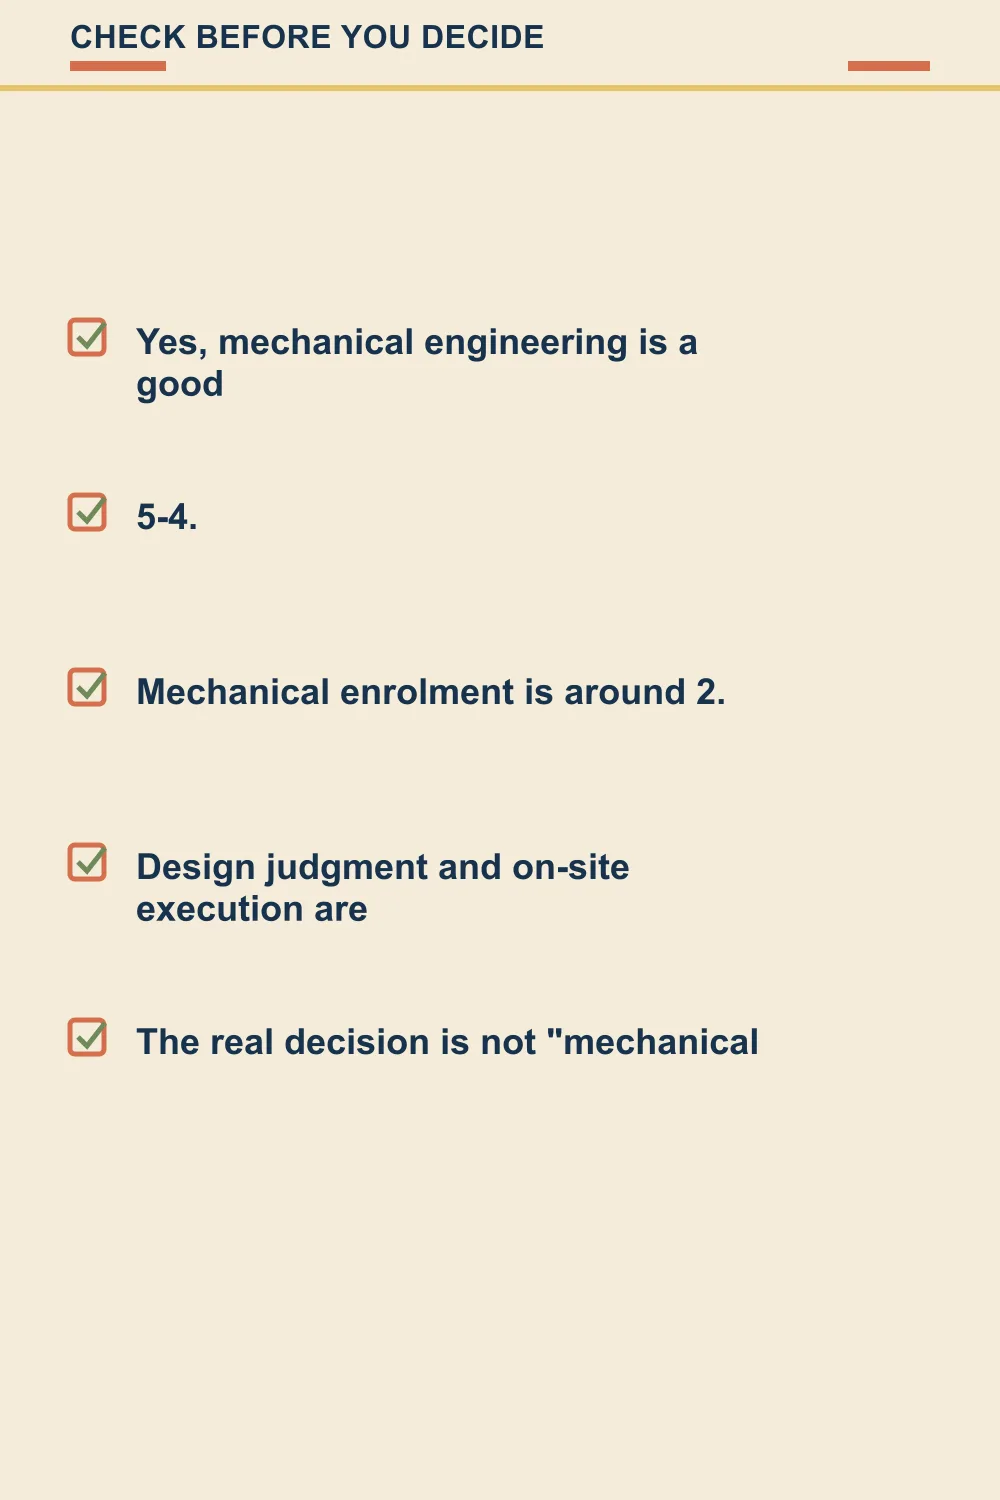 CHECK BEFORE YOU DECIDE
Yes, mechanical engineering is a
good
5-4.
Mechanical enrolment is around 2.
Design judgment and on-site
execution are
The real decision is not "mechanical